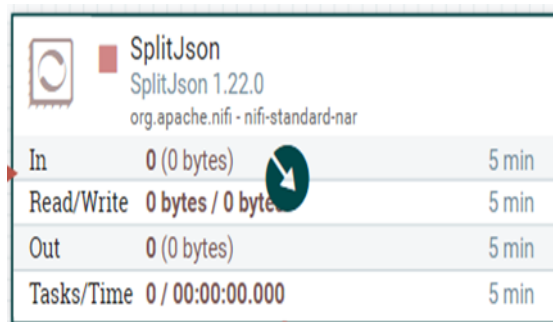 SplitJson
SplitJson 1.22.0
org.apache.nifi - nifi-standard-nar
In 0 (0 bytes) 5 min
Read/Write 0 bytes / 0 bytes 5 min
Out 0 (0 bytes) 5 min
Tasks/Time 0 / 00:00:00.000 5 min